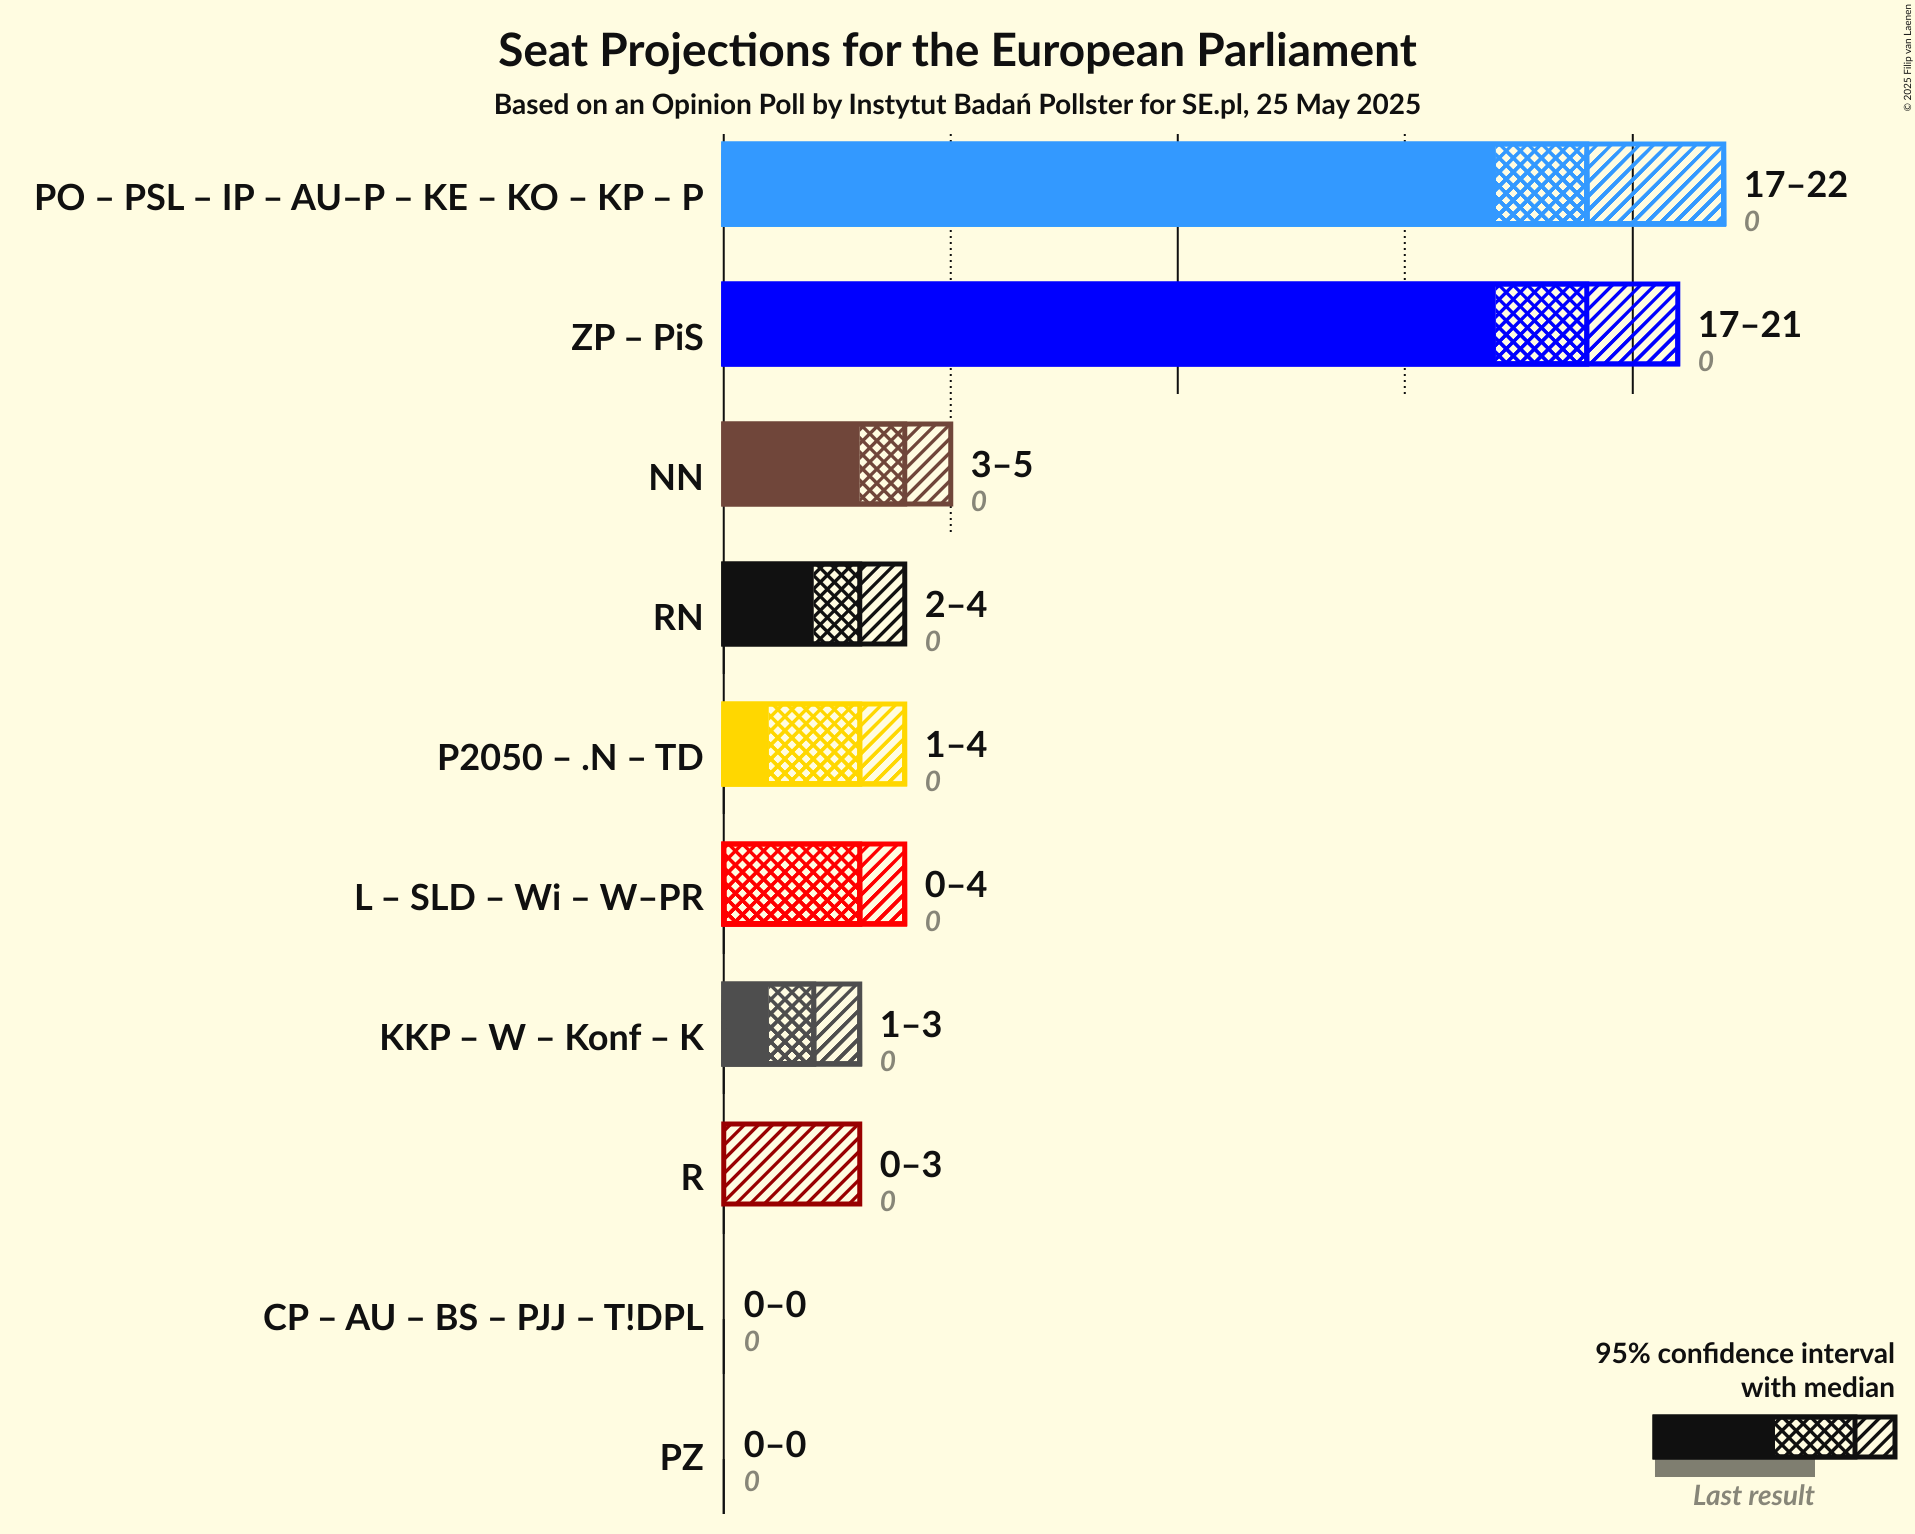 Seat Projections for the European Parliament
Based on an Opinion Poll by Instytut Badań Pollster for SE.pl, 25 May 2025
© 2025 Filip van Laenen
PO – PSL – IP – AU–P – KE – KO – KP – P
17–22
0
ZP – PiS
17–21
0
NN
3–5
0
RN
2–4
0
P2050 – .N – TD
1–4
0
L – SLD – Wi – W–PR
0–4
0
KKP – W – Konf – K
1–3
0
R
0–3
0
CP – AU – BS – PJJ – T!DPL
0–0
0
PZ
0–0
0
95% confidence interval
with median
Last result